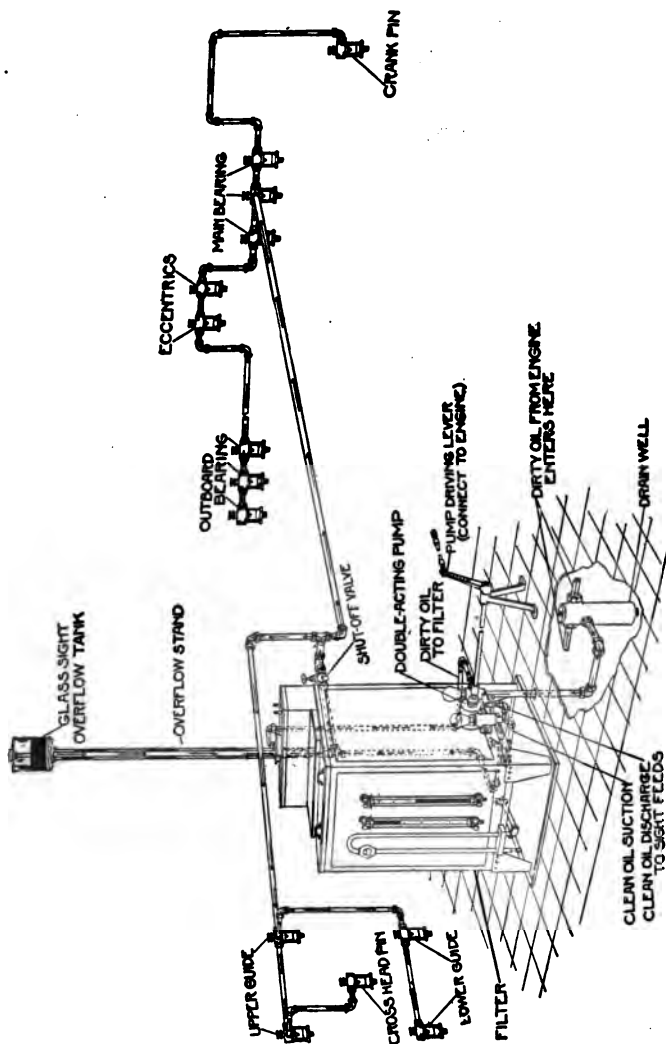 GLASS SIGHT
OVERFLOW TANK
OVERFLOW STAND
SHUT-OFF VALVE
OUTBOARD
BEARING
ECCENTRICS
MAIN BEARING
CRANK PIN
UPPER GUIDE
CROSS HEAD PIN
LOWER GUIDE
FILTER
DOUBLE-ACTING PUMP
DIRTY OIL
TO FILTER
PUMP DRIVING LEVER
(CONNECT TO ENGINE).
DIRTY OIL FROM ENGINE
ENTERS HERE
DRAIN WELL
CLEAN OIL SUCTION
CLEAN OIL DISCHARGE
TO SIGHT FEEDS